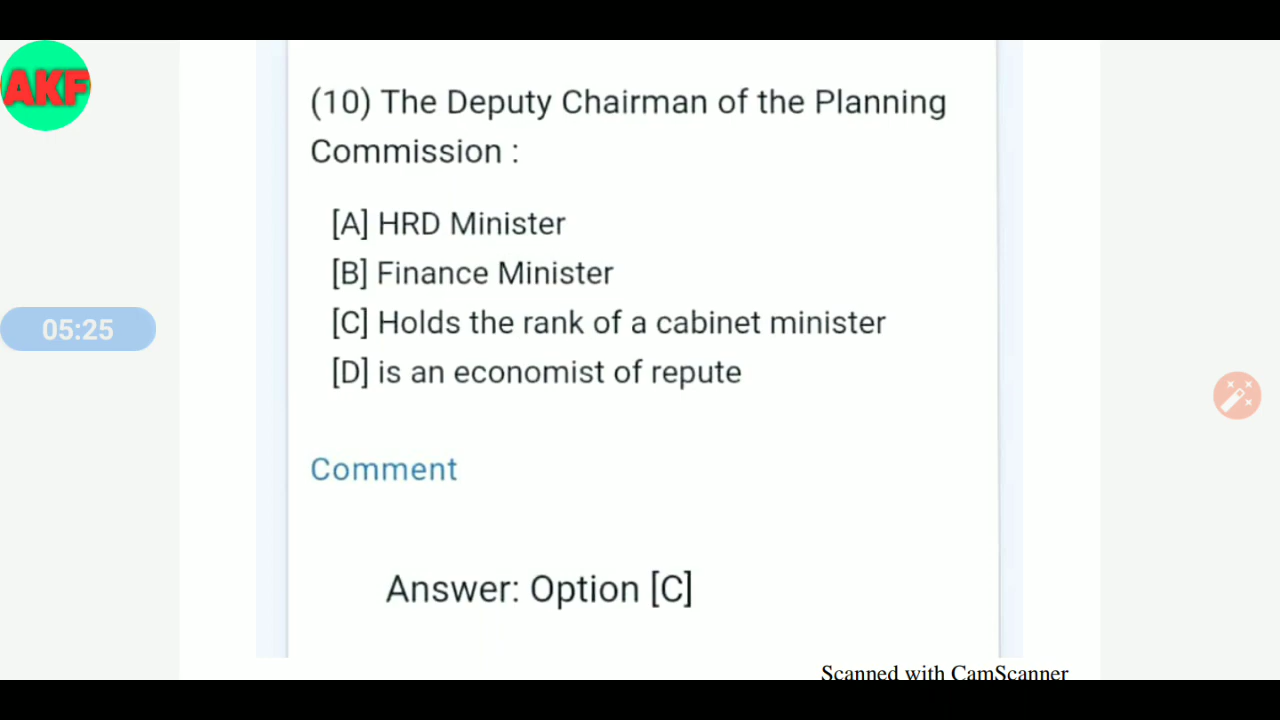 AKF
(10) The Deputy Chairman of the Planning
Commission :
[A] HRD Minister
[B] Finance Minister
05:25
[C] Holds the rank of a cabinet minister
[D] is an economist of repute
Comment
Answer: Option [C]
Scanned with CamScanner